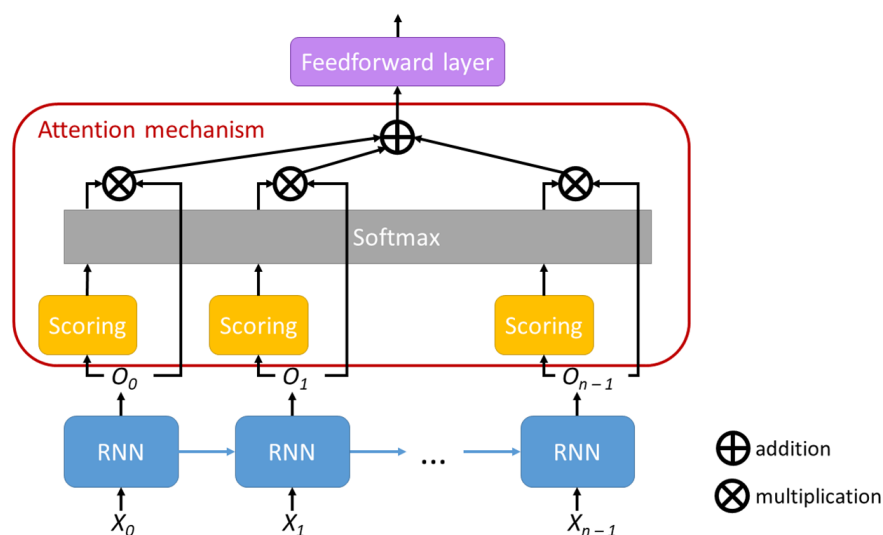 Feedforward layer
Attention mechanism
Softmax
Scoring Scoring Scoring
O0 O1 On – 1
RNN RNN ... RNN
addition
multiplication
X0 X1 Xn – 1